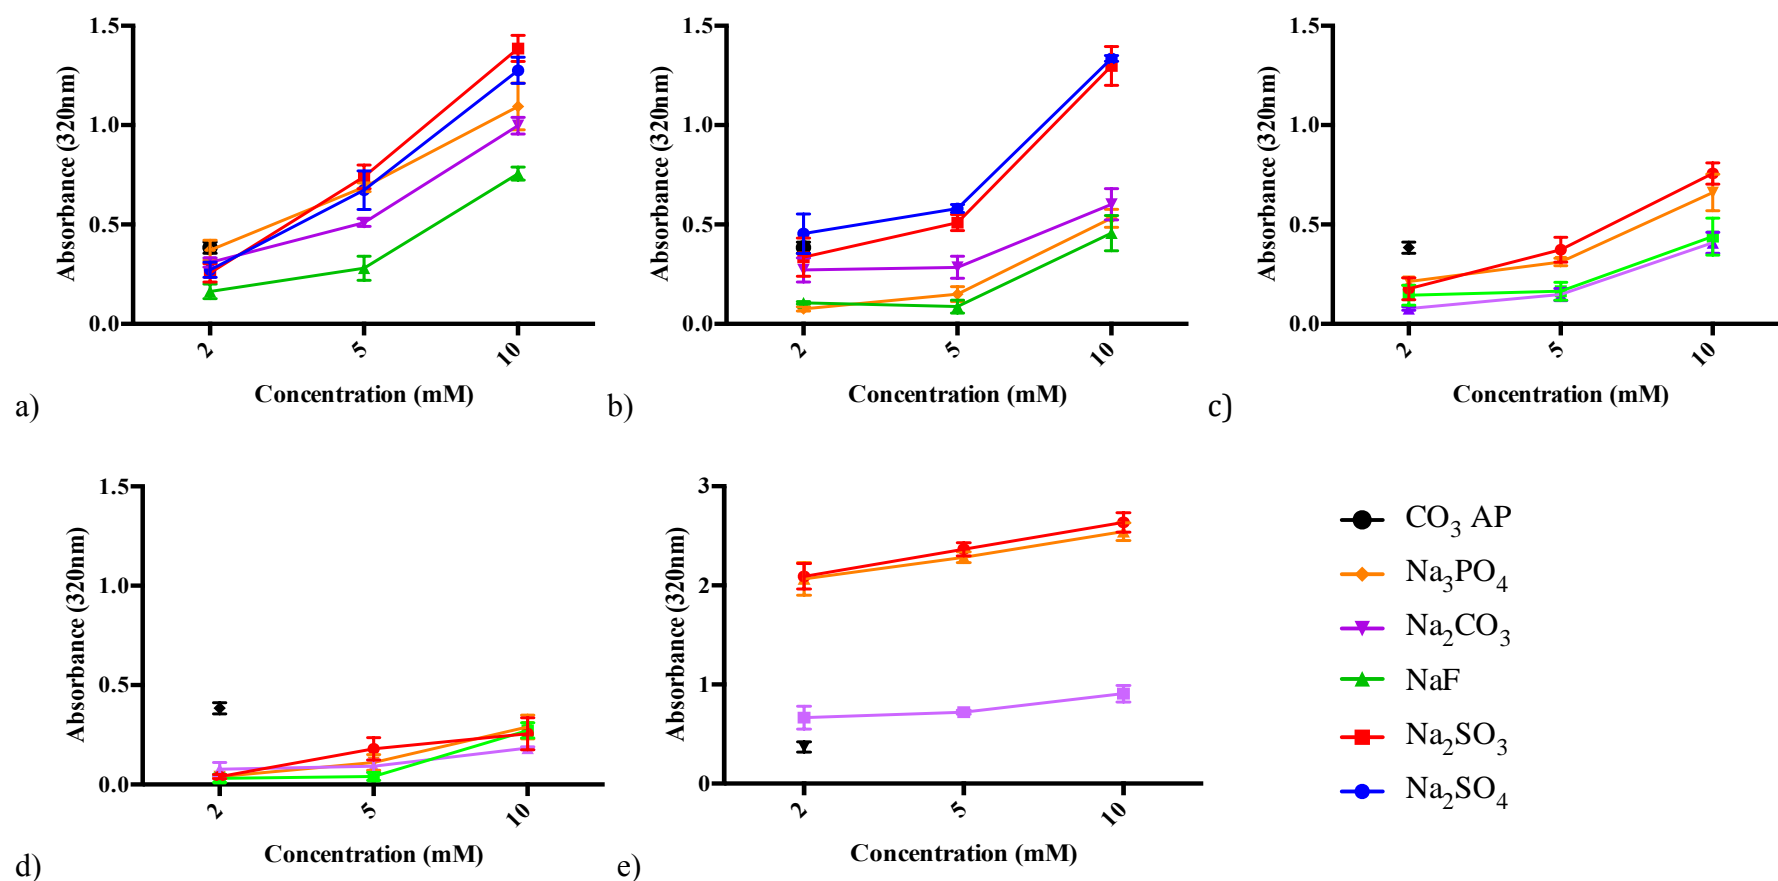 1.5
1.0
0.5
0.0
Absorbance (320nm)
2
5
10
Concentration (mM)
a)
1.5
1.0
0.5
0.0
Absorbance (320nm)
2
5
10
Concentration (mM)
b)
1.5
1.0
0.5
0.0
Absorbance (320nm)
2
5
10
Concentration (mM)
c)
1.5
1.0
0.5
0.0
Absorbance (320nm)
2
5
10
Concentration (mM)
d)
3
2
1
0
Absorbance (320nm)
2
5
10
Concentration (mM)
e)
CO₃ AP
Na₃PO₄
Na₂CO₃
NaF
Na₂SO₃
Na₂SO₄